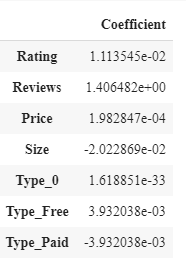 Coefficient
Rating 1.113545e-02
Reviews 1.406482e+00
Price 1.982847e-04
Size -2.022869e-02
Type_0 1.618851e-33
Type_Free 3.932038e-03
Type_Paid -3.932038e-03